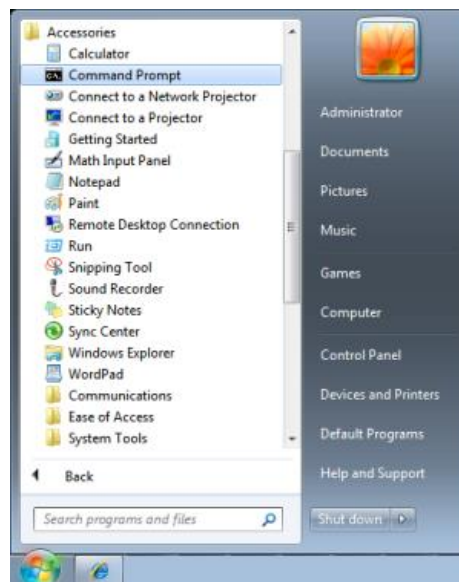 Accessories
Calculator
Command Prompt
Connect to a Network Projector
Connect to a Projector
Getting Started
Math Input Panel
Notepad
Paint
Remote Desktop Connection
Run
Snipping Tool
Sound Recorder
Sticky Notes
Sync Center
Windows Explorer
WordPad
Communications
Ease of Access
System Tools
Back
Search programs and files
Administrator
Documents
Pictures
Music
Games
Computer
Control Panel
Devices and Printers
Default Programs
Help and Support
Shut down